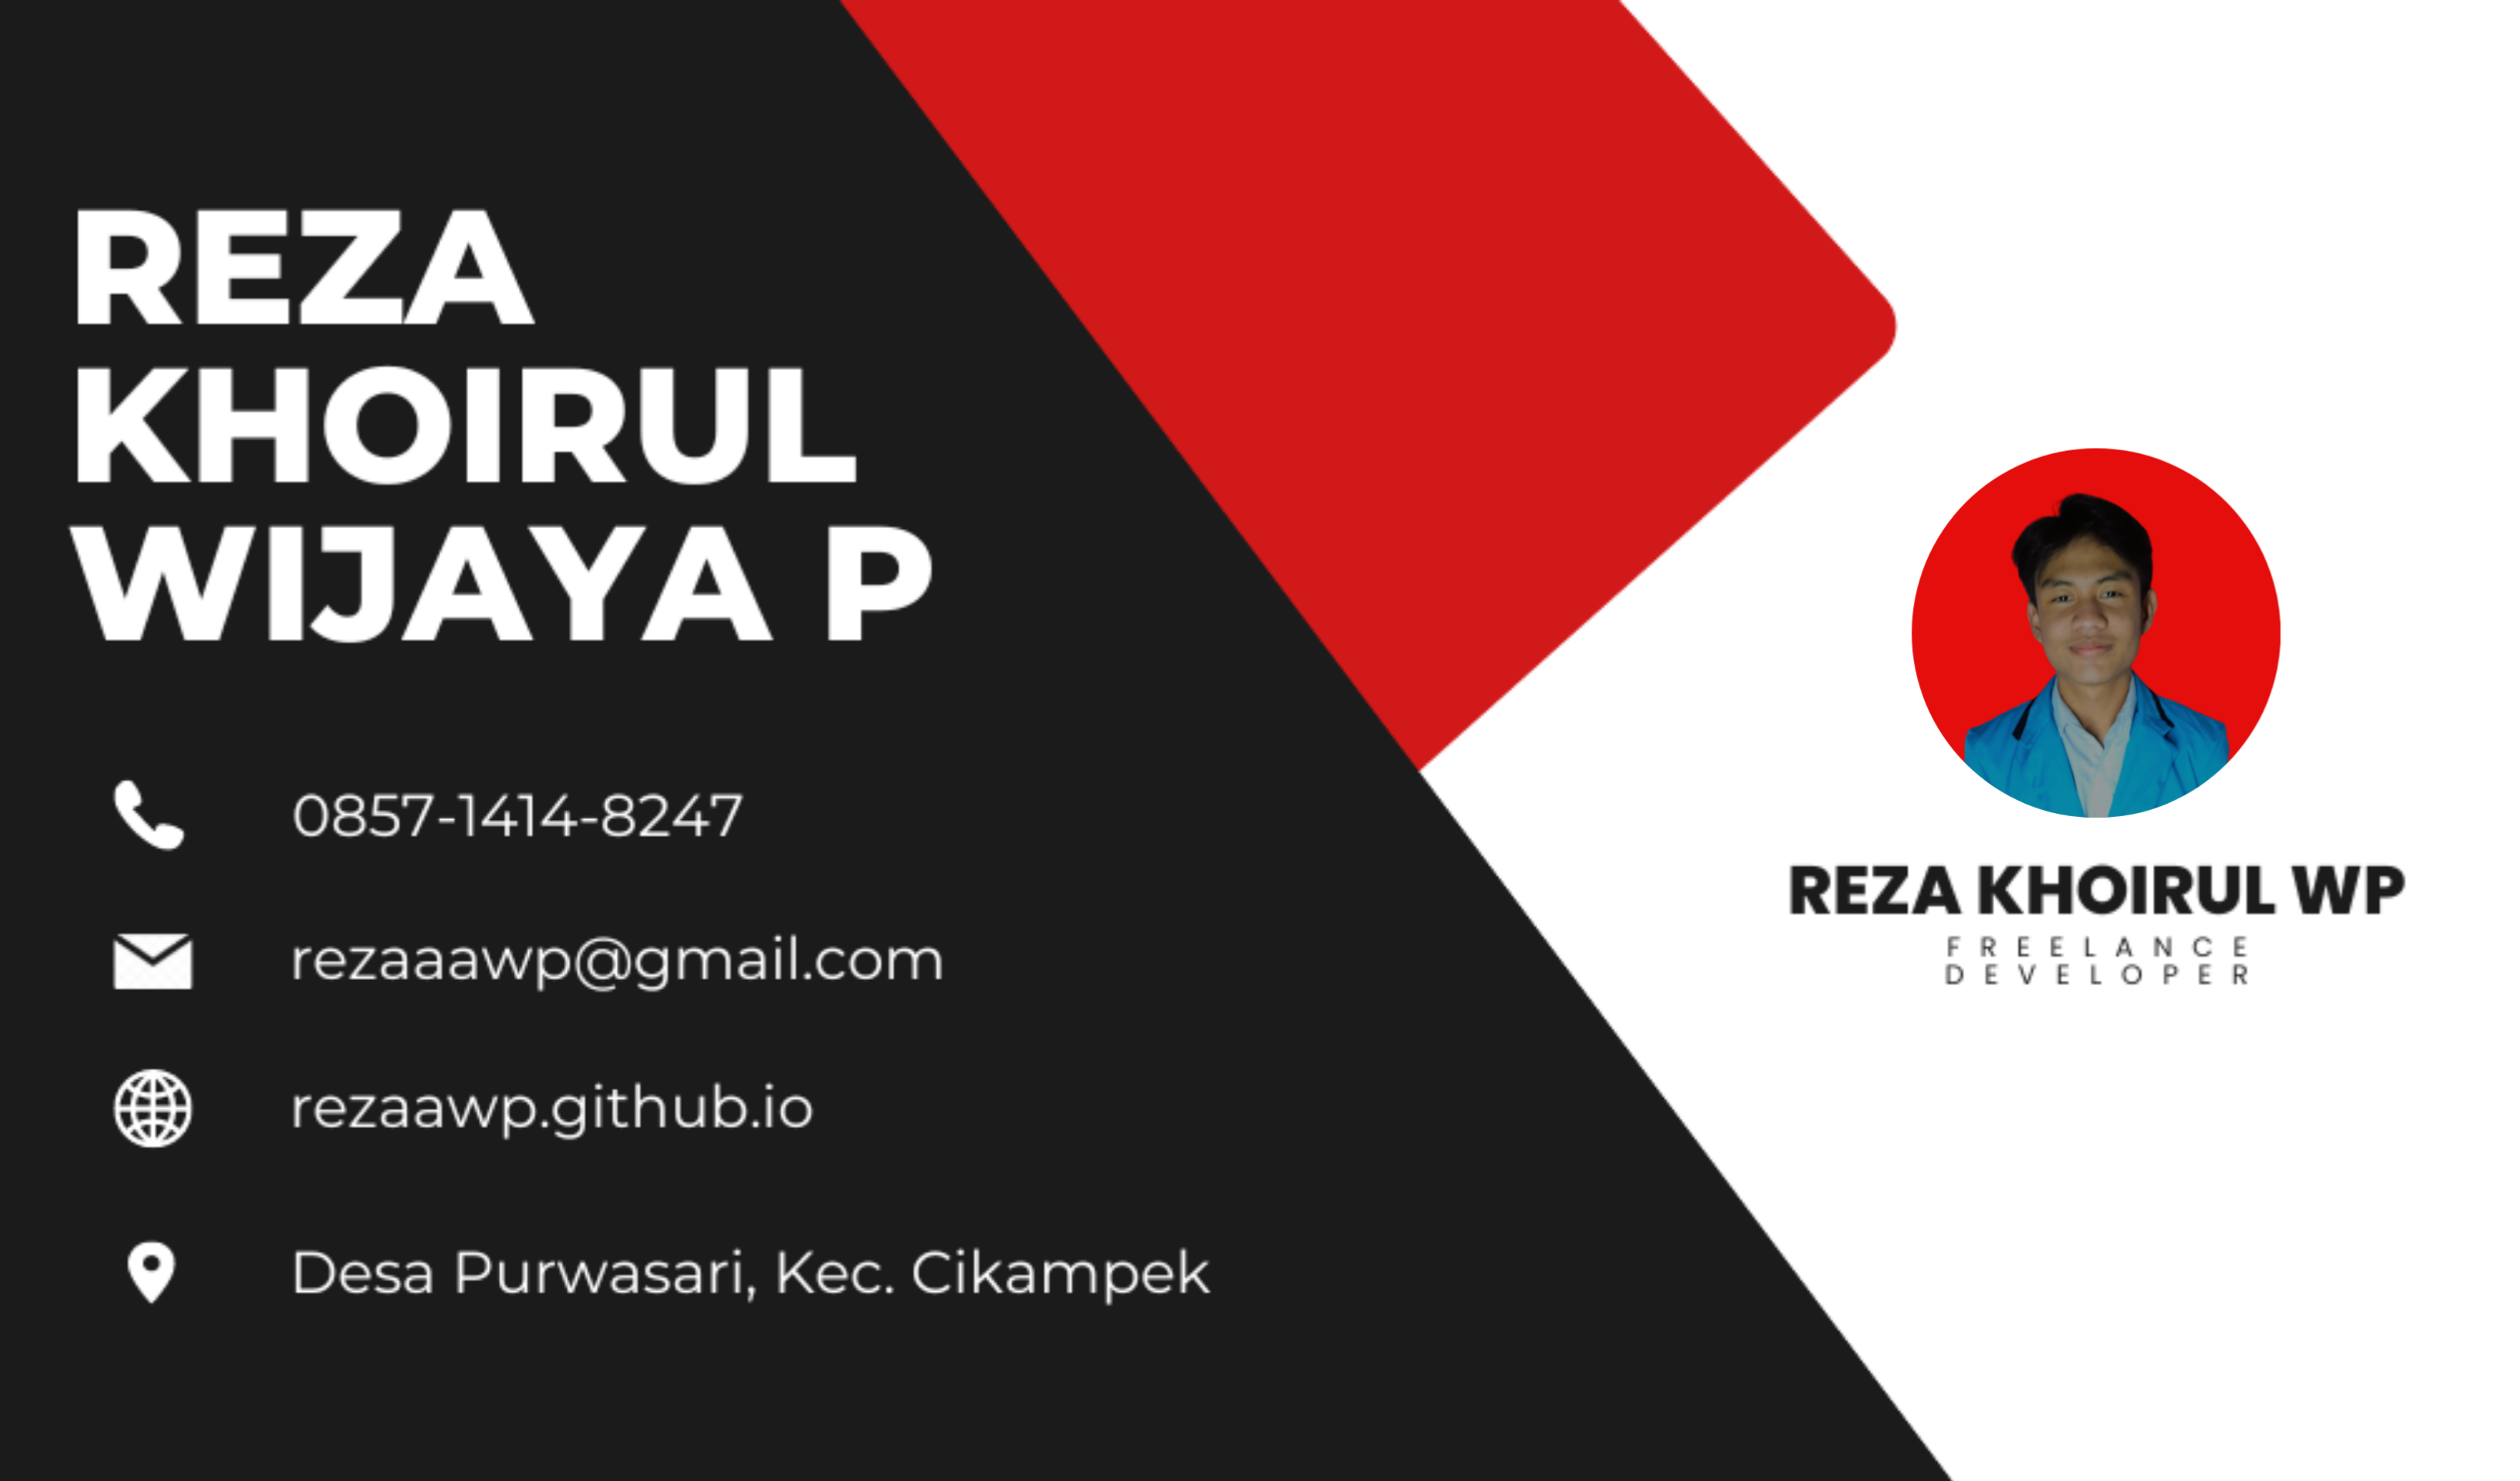 REZA
KHOIRUL
WIJAYA P
0857-1414-8247
rezaaawp@gmail.com
rezaawp.github.io
Desa Purwasari, Kec. Cikampek
REZA KHOIRUL WP
FREELANCE
DEVELOPER